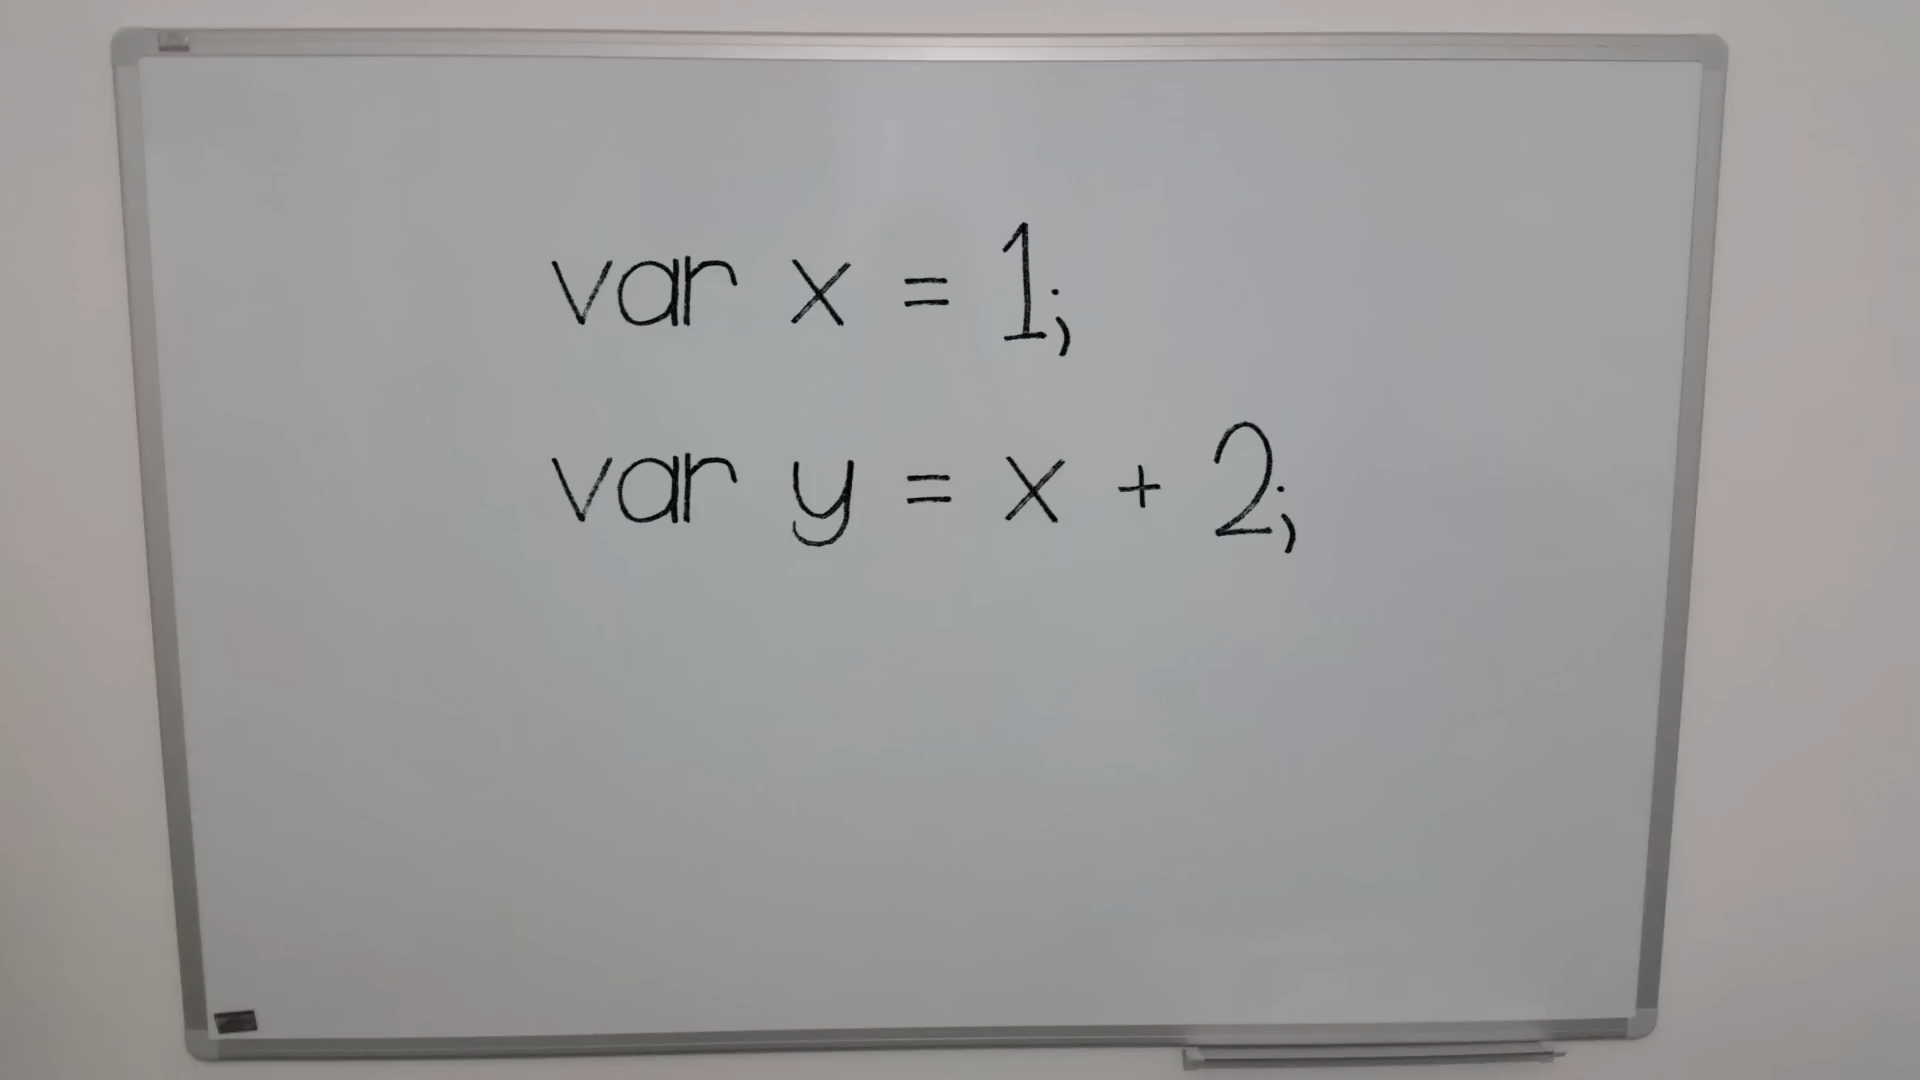 var x = 1;
var y = x + 2;